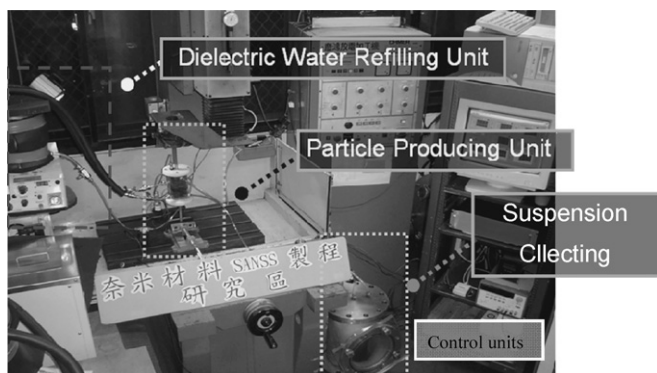 Dielectric Water Refilling Unit
Particle Producing Unit
Suspension
Cllecting
奈米材料 SANSS 製程
研究區
Control units